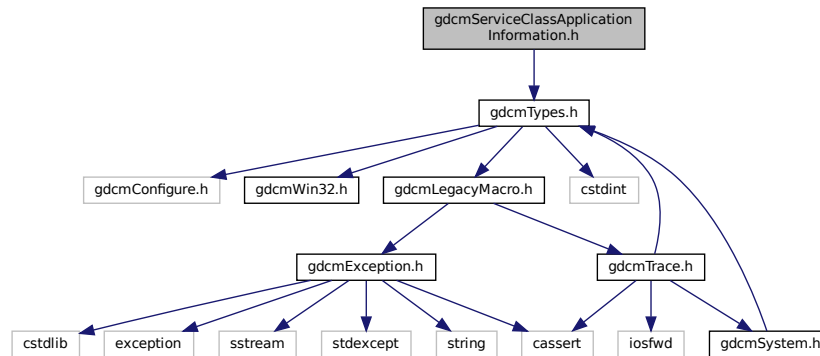 gdcmServiceClassApplication
Information.h
gdcmTypes.h
gdcmConfigure.h
gdcmWin32.h
gdcmLegacyMacro.h
cstdint
gdcmException.h
gdcmTrace.h
cstdlib
exception
sstream
stdexcept
string
cassert
iosfwd
gdcmSystem.h